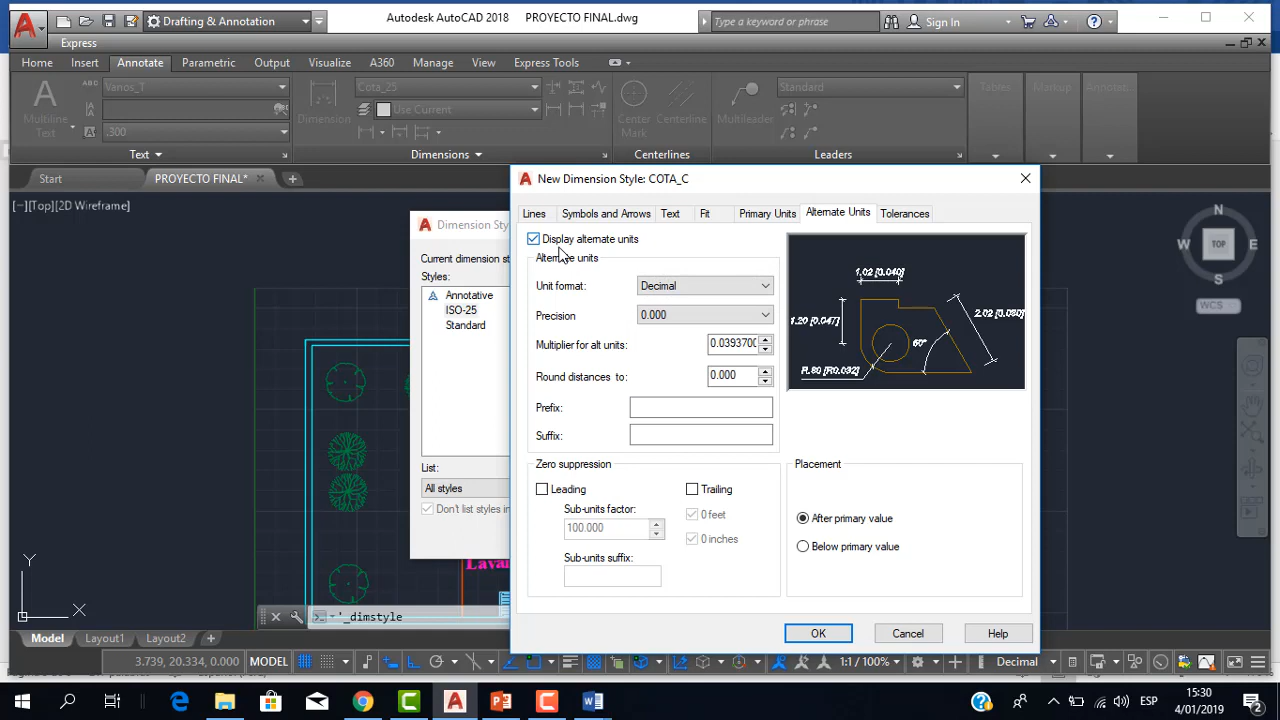 Drafting & Annotation
Autodesk AutoCAD 2018 PROYECTO FINAL.dwg
Type a keyword or phrase
Sign In
Express
Home Insert Annotate Parametric Output Visualize A360 Manage View Express Tools
ABC Vanos_T
Cota_25
Standard
Use Current
Multiline
Text
.300
Dimension
Center
Mark
Centerline
Multileader
Tables
Markup
Annotati
Text
Dimensions
Centerlines
Leaders
Start
PROYECTO FINAL*
[−][Top][2D Wireframe]
New Dimension Style: COTA_C
Lines Symbols and Arrows Text Fit Primary Units Alternate Units Tolerances
Dimension Sty
Current dimension s
Styles:
Annotative
ISO-25
Standard
List:
All styles
Don't list styles in
Display alternate units
Alternate units
Unit format:
Decimal
Precision
0.000
Multiplier for alt units:
0.0393700
Round distances to:
0.000
Prefix:
Suffix:
Zero suppression
Leading
Trailing
Sub-units factor:
100.000
0 feet
0 inches
Sub-units suffix:
Placement
After primary value
Below primary value
1.02 [0.040]
1.20 [0.047]
2.02 [0.080]
60°
R.80 [R0.032]
OK
Cancel
Help
N
W TOP E
S
WCS
Lavan
Y
X
'_dimstyle
Model Layout1 Layout2
3.739, 20.334, 0.000
MODEL
1:1 / 100%
Decimal
ESP
15:30
4/01/2019